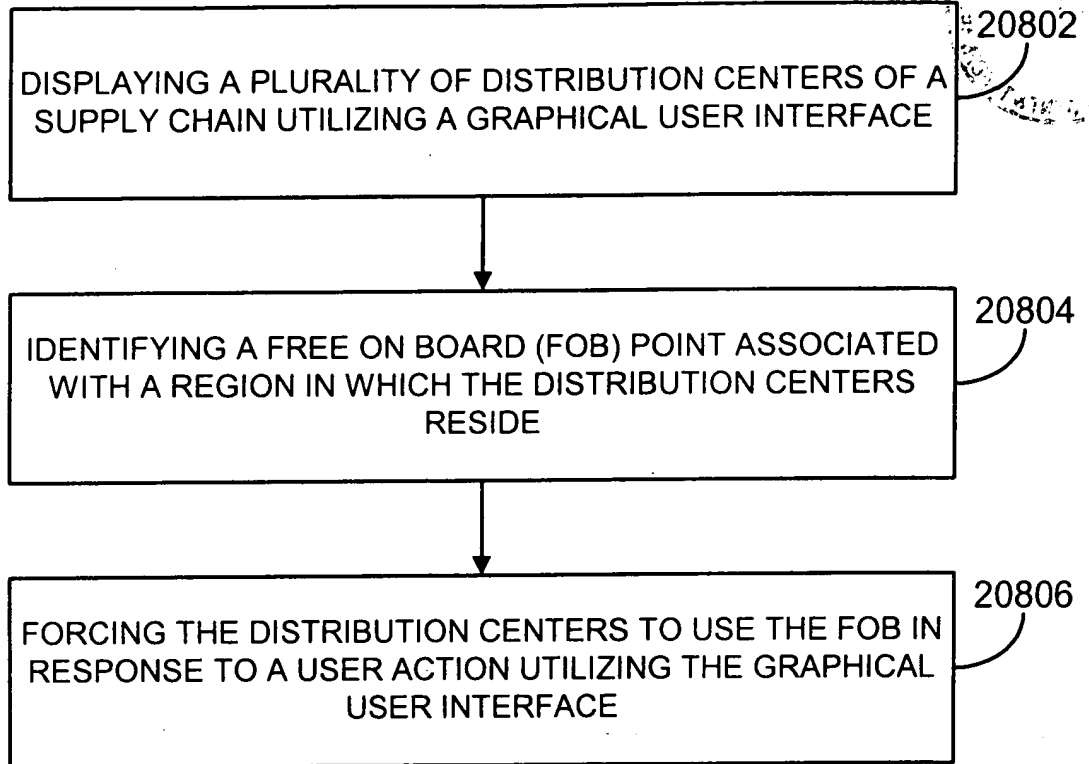 20802
DISPLAYING A PLURALITY OF DISTRIBUTION CENTERS OF A
SUPPLY CHAIN UTILIZING A GRAPHICAL USER INTERFACE
20804
IDENTIFYING A FREE ON BOARD (FOB) POINT ASSOCIATED
WITH A REGION IN WHICH THE DISTRIBUTION CENTERS
RESIDE
20806
FORCING THE DISTRIBUTION CENTERS TO USE THE FOB IN
RESPONSE TO A USER ACTION UTILIZING THE GRAPHICAL
USER INTERFACE